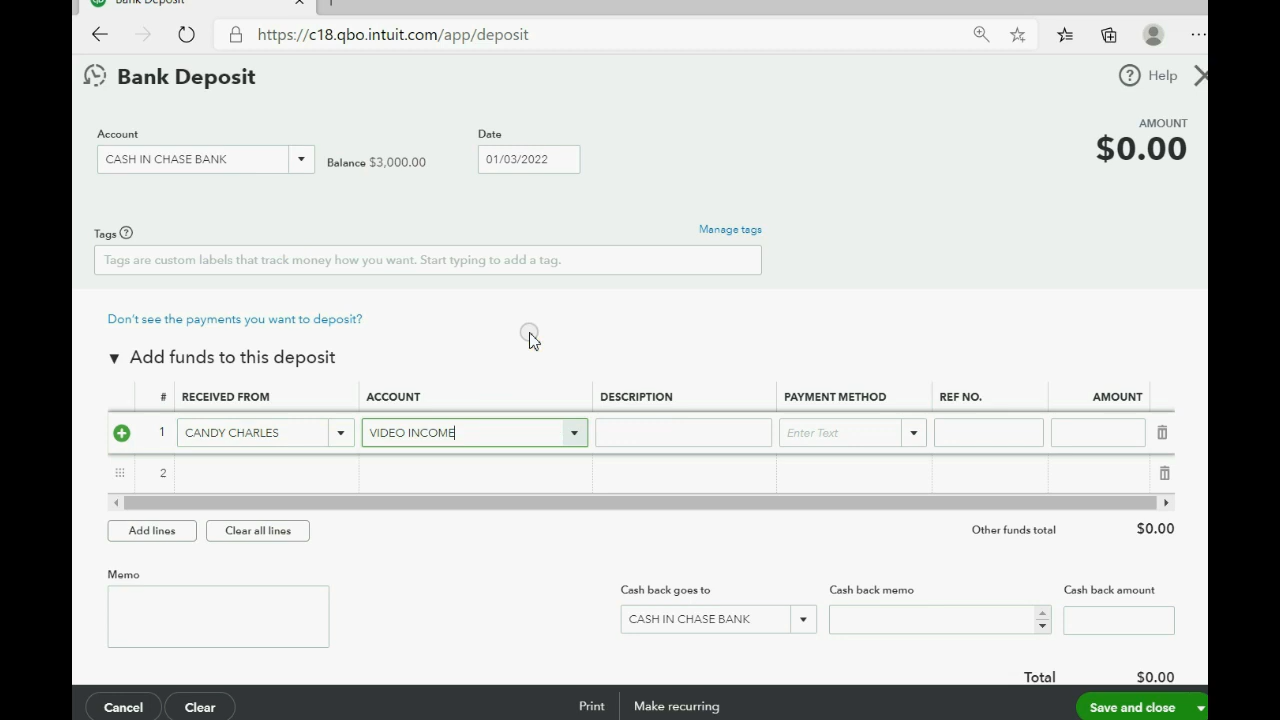 Bank Deposit
https://c18.qbo.intuit.com/app/deposit
Bank Deposit
Help
AMOUNT
$0.00
Account
Date
CASH IN CHASE BANK
Balance $3,000.00
01/03/2022
Tags
Manage tags
Tags are custom labels that track money how you want. Start typing to add a tag.
Don't see the payments you want to deposit?
Add funds to this deposit
# RECEIVED FROM ACCOUNT DESCRIPTION PAYMENT METHOD REF NO. AMOUNT
1 CANDY CHARLES VIDEO INCOME Enter Text
2
Add lines Clear all lines Other funds total $0.00
Memo
Cash back goes to Cash back memo Cash back amount
CASH IN CHASE BANK
Total $0.00
Cancel Clear Print Make recurring Save and close